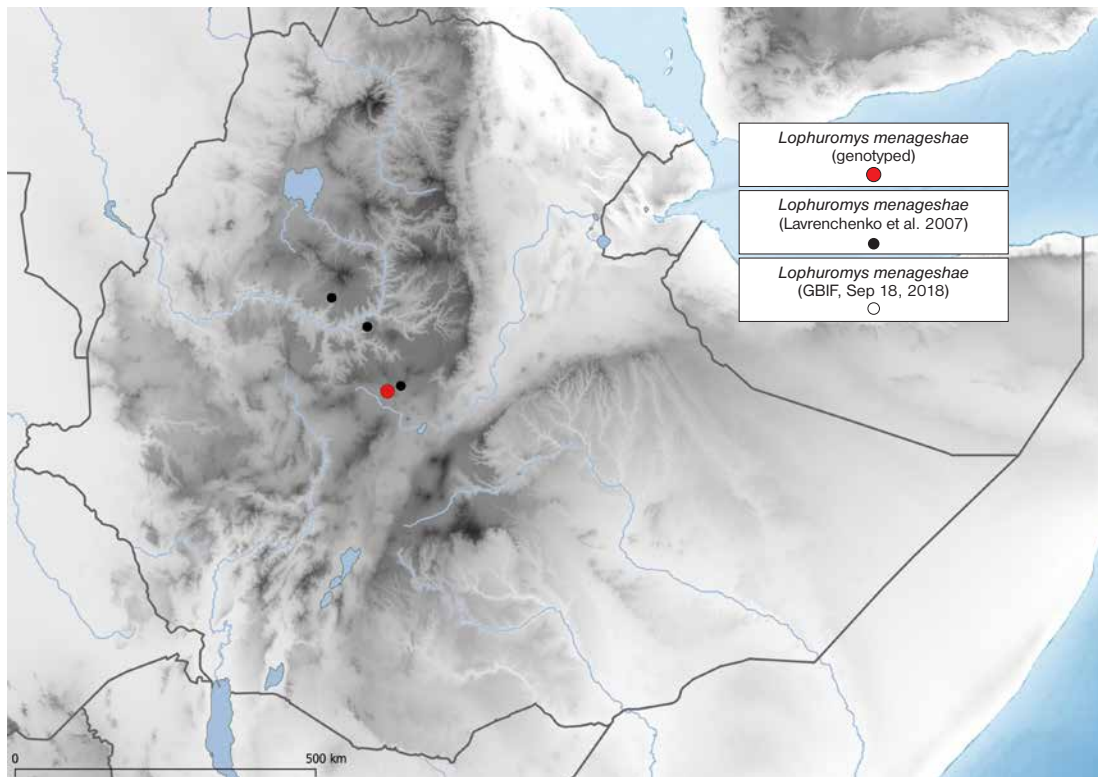 Lophuromys menageshae
(genotyped)
Lophuromys menageshae
(Lavrenchenko et al. 2007)
Lophuromys menageshae
(GBIF, Sep 18, 2018)
0
500 km